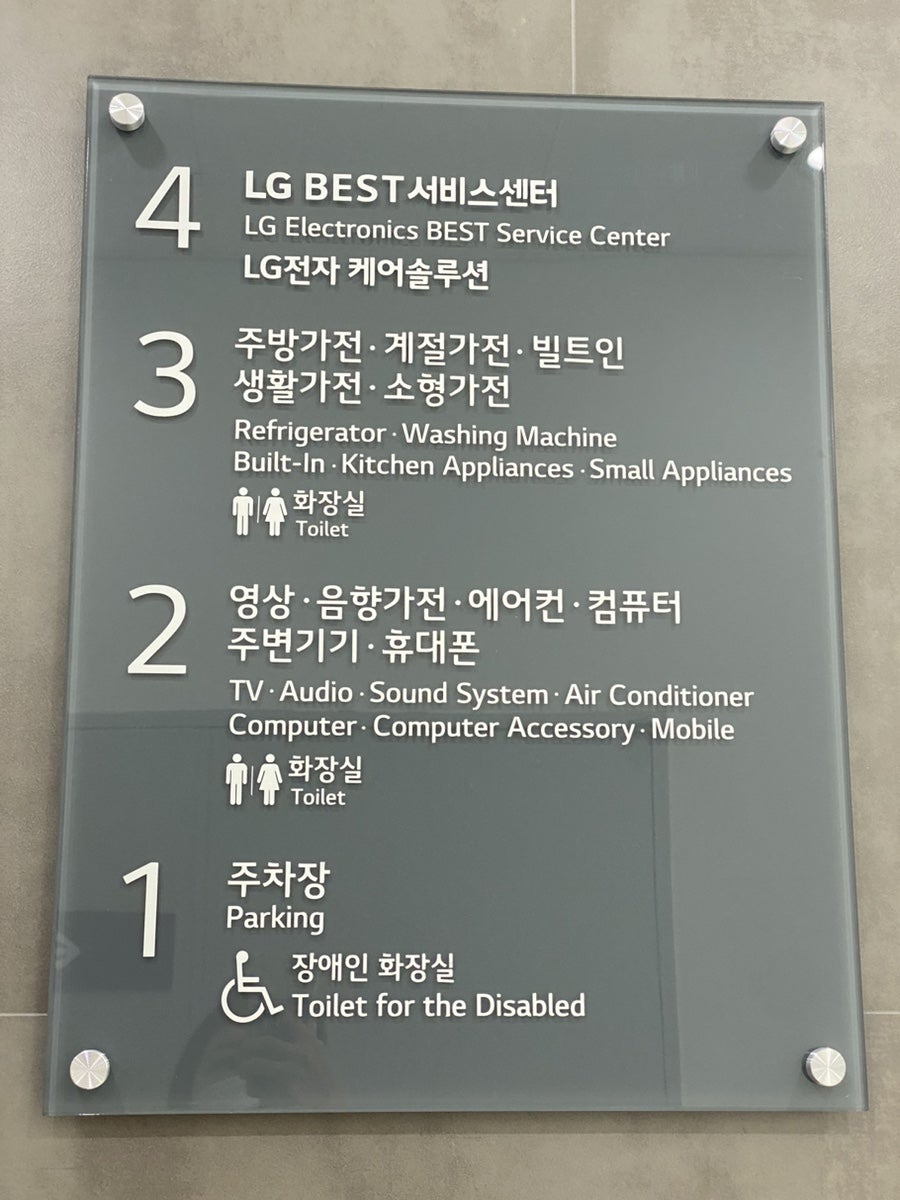 4
LG BEST서비스센터
LG Electronics BEST Service Center
LG전자 케어솔루션
3
주방가전·계절가전·빌트인
생활가전·소형가전
Refrigerator·Washing Machine
Built-In·Kitchen Appliances·Small Appliances
화장실
Toilet
2
영상·음향가전·에어컨·컴퓨터
주변기기·휴대폰
TV·Audio·Sound System·Air Conditioner
Computer·Computer Accessory·Mobile
화장실
Toilet
1
주차장
Parking
장애인 화장실
Toilet for the Disabled